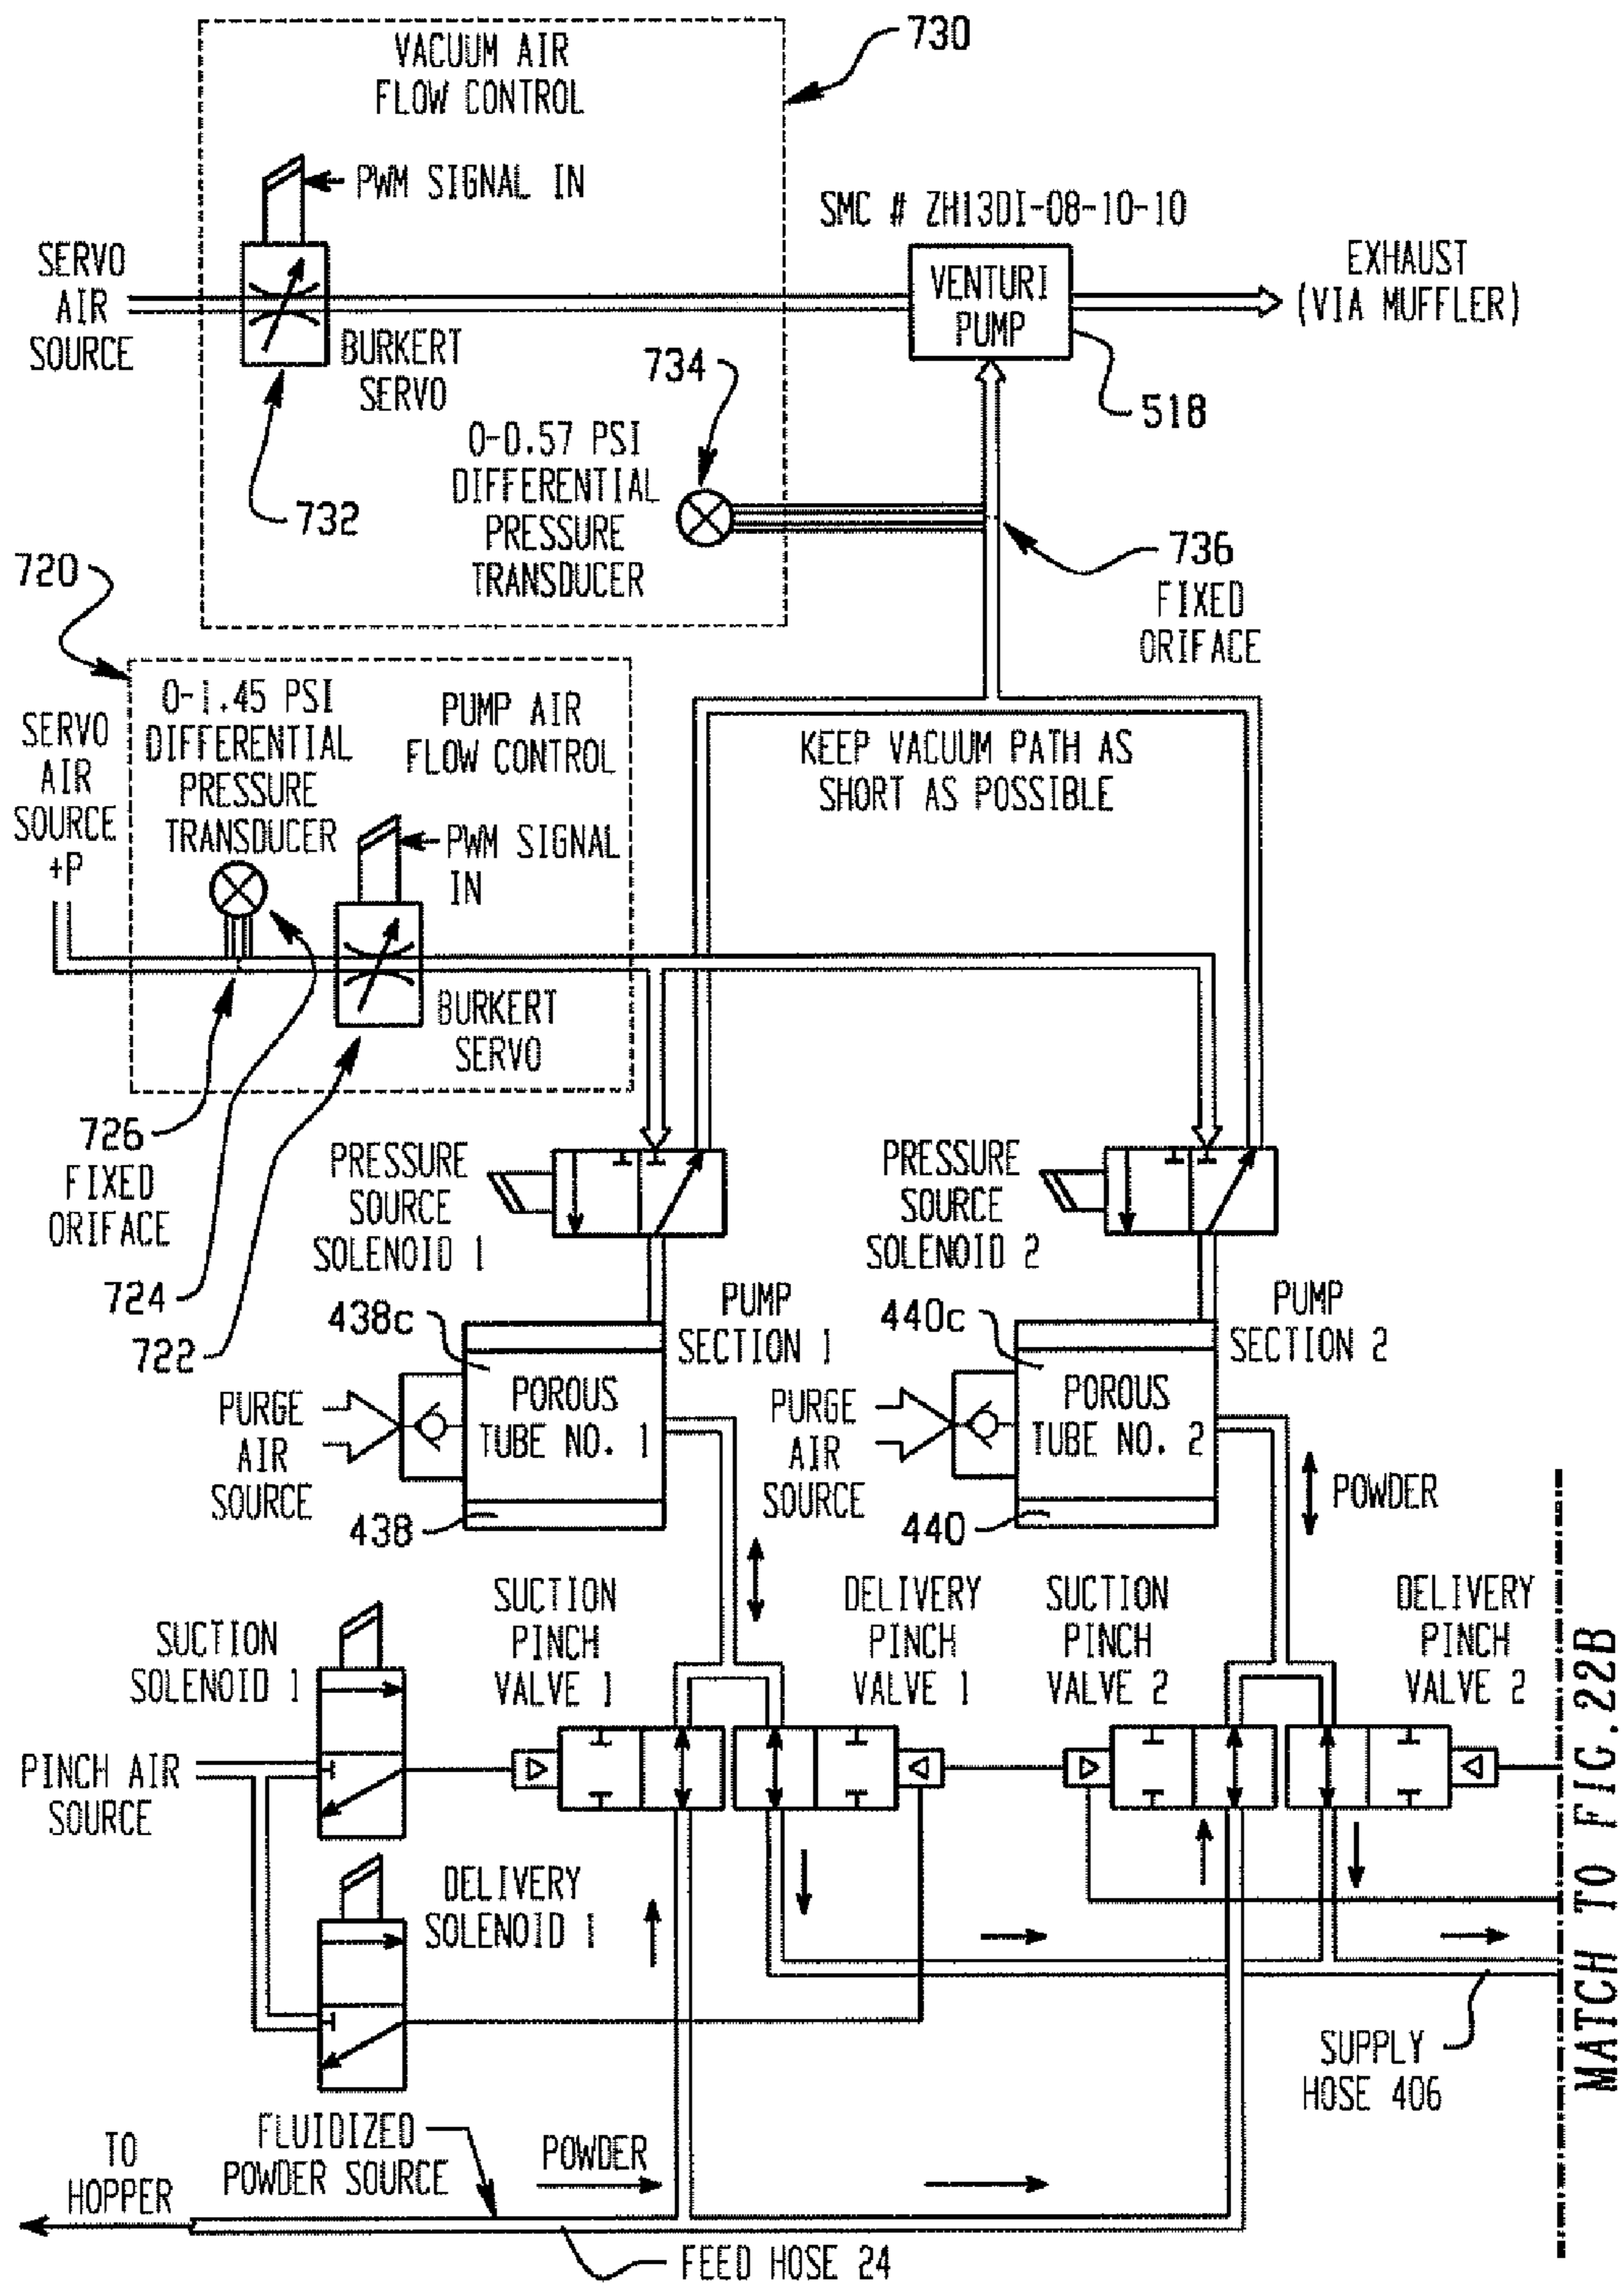 730
VACUUM AIR
FLOW CONTROL
PWM SIGNAL IN
SMC # ZH13DI-08-10-10
SERVO
AIR
SOURCE
VENTURI
PUMP
EXHAUST
(VIA MUFFLER)
BURKERT
SERVO
734
518
0-0.57 PSI
DIFFERENTIAL
PRESSURE
TRANSDUCER
732
736
FIXED
ORIFACE
720
0-1.45 PSI
DIFFERENTIAL
PRESSURE
TRANSDUCER
PUMP AIR
FLOW CONTROL
SERVO
AIR
SOURCE
+P
KEEP VACUUM PATH AS
SHORT AS POSSIBLE
PWM SIGNAL
IN
BURKERT
SERVO
726
FIXED
ORIFACE
724
722
PRESSURE
SOURCE
SOLENOID 1
PRESSURE
SOURCE
SOLENOID 2
438c
PUMP
SECTION 1
440c
PUMP
SECTION 2
PURGE
AIR
SOURCE
POROUS
TUBE NO. 1
PURGE
AIR
SOURCE
POROUS
TUBE NO. 2
438
440
POWDER
SUCTION
SOLENOID 1
SUCTION
PINCH
VALVE 1
DELIVERY
PINCH
VALVE 1
SUCTION
PINCH
VALVE 2
DELIVERY
PINCH
VALVE 2
PINCH AIR
SOURCE
DELIVERY
SOLENOID 1
MATCH TO FIG.22B
SUPPLY
HOSE 406
TO
HOPPER
FLUIDIZED
POWDER SOURCE
POWDER
FEED HOSE 24